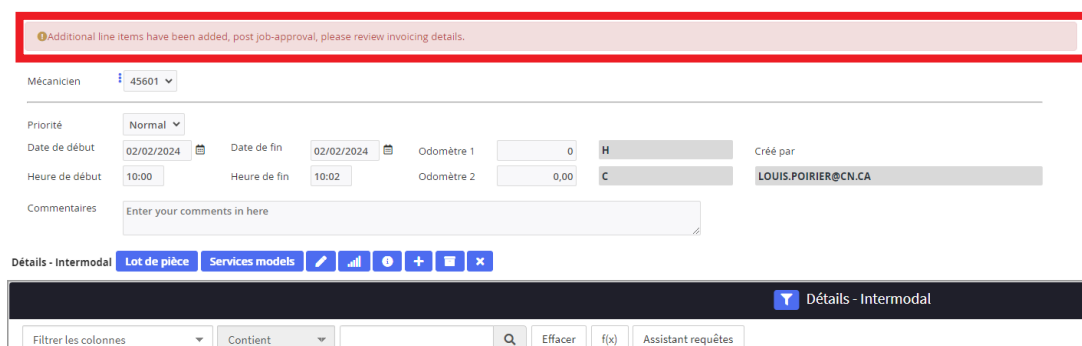 Additional line items have been added, post job-approval, please review invoicing details.
Mécanicien 45601
Priorité Normal
Date de début 02/02/2024 Date de fin 02/02/2024 Odomètre 1 0 H Créé par
Heure de début 10:00 Heure de fin 10:02 Odomètre 2 0,00 C LOUIS.POIRIER@CN.CA
Commentaires Enter your comments in here
Détails - Intermodal Lot de pièce Services models
Détails - Intermodal
Filtrer les colonnes Contient Effacer f(x) Assistant requêtes